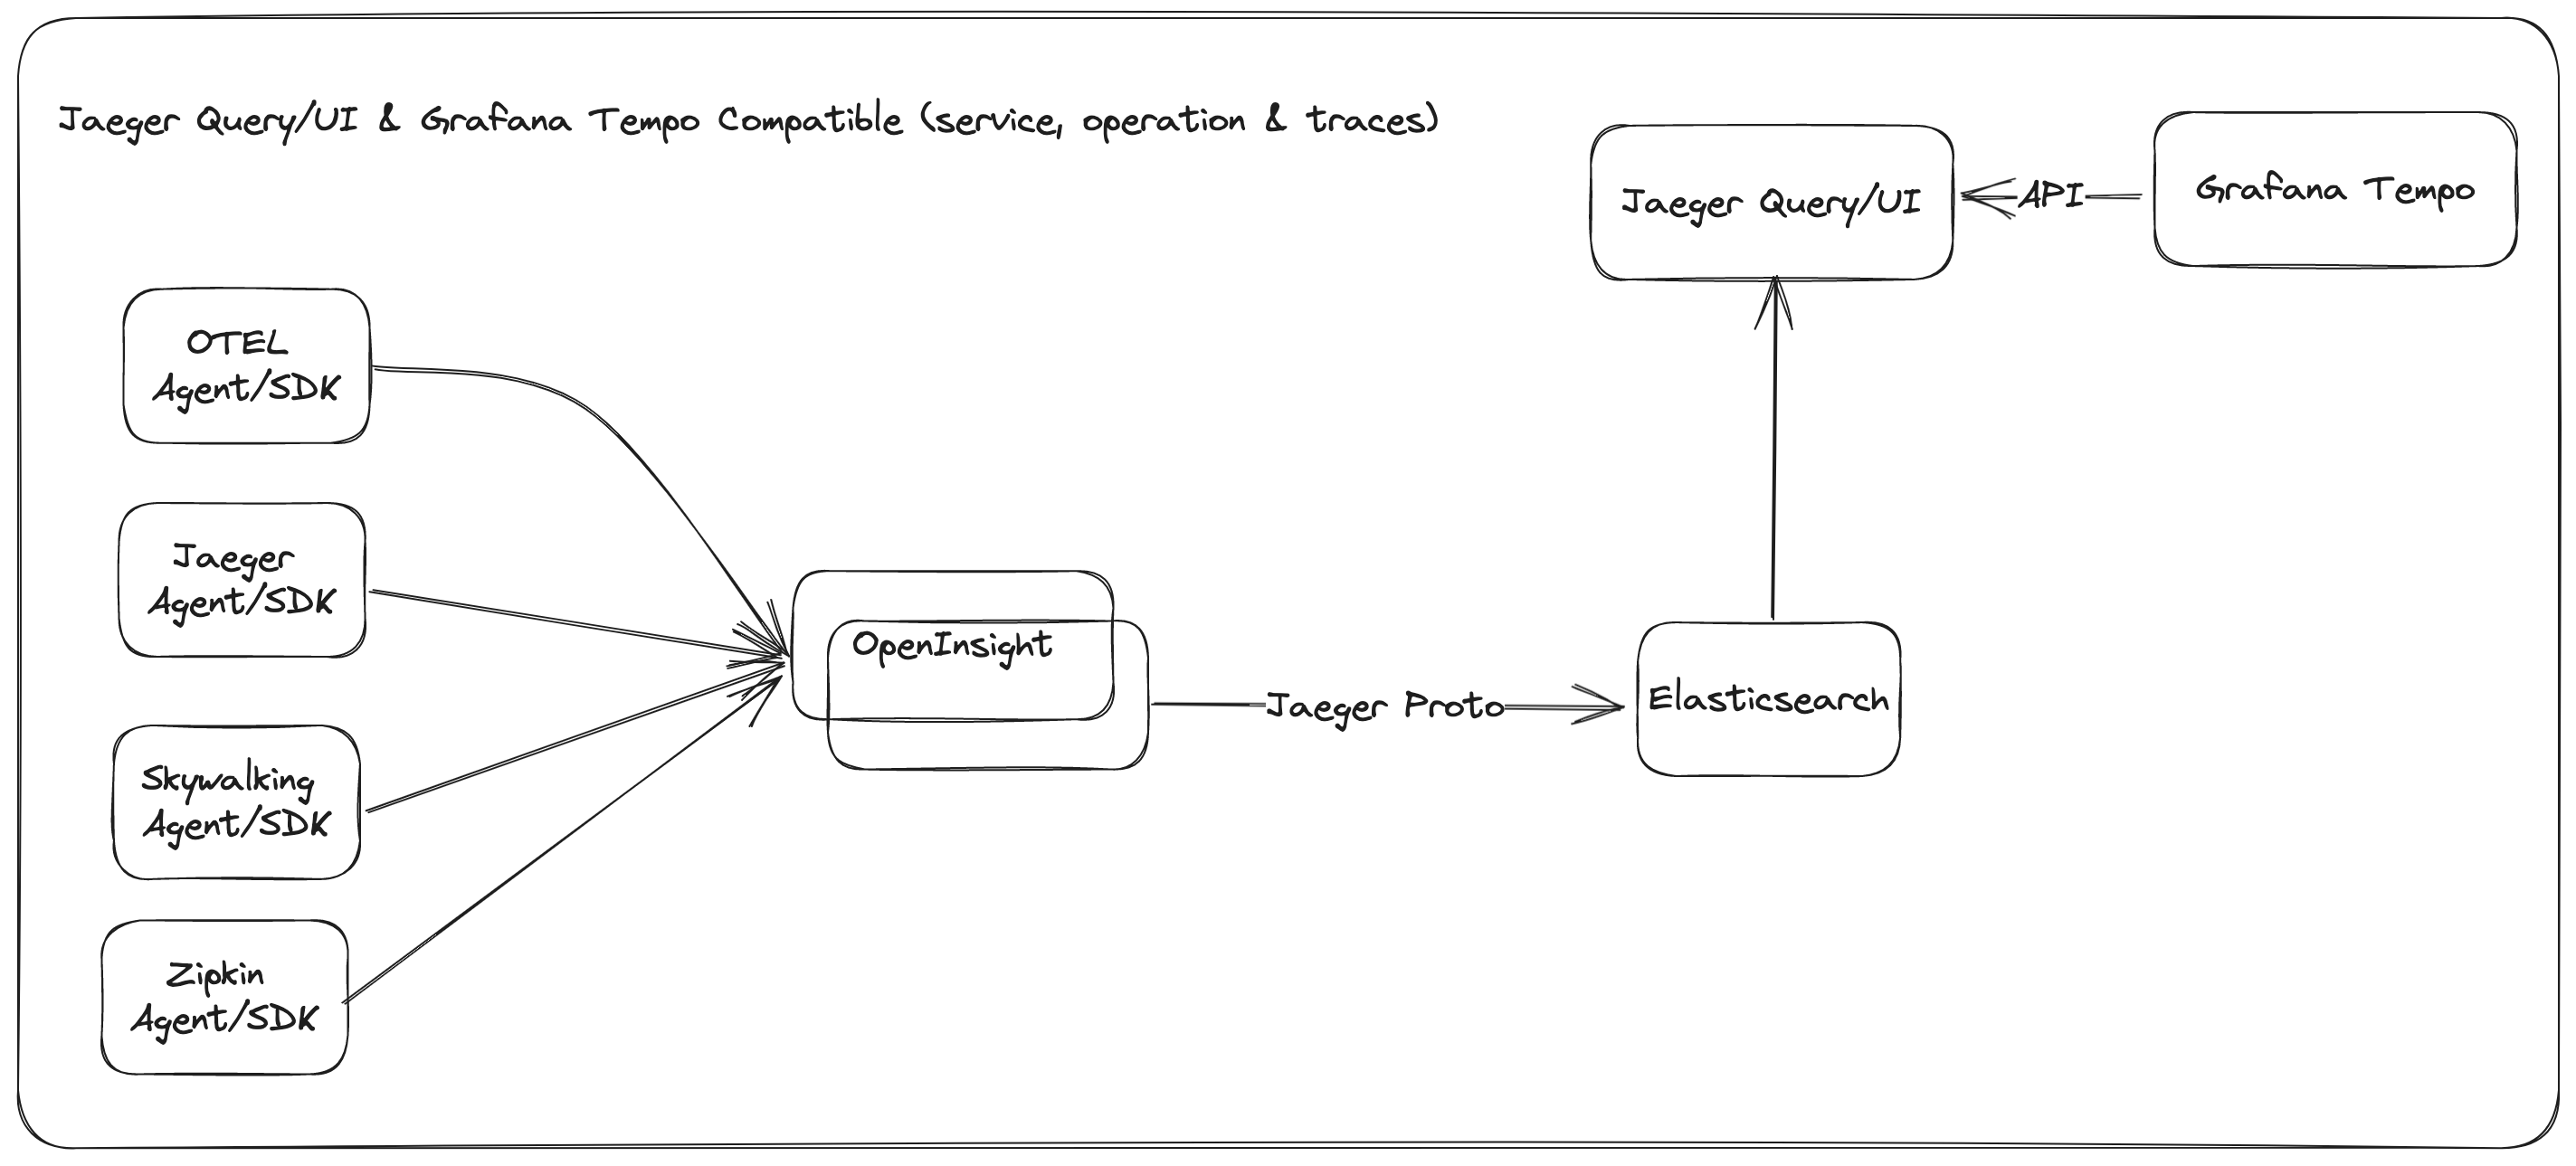 Jaeger Query/UI & Grafana Tempo Compatible (service, operation & traces)
Jaeger Query/UI
API
Grafana Tempo
OTEL
Agent/SDK
Jaeger
Agent/SDK
Skywalking
Agent/SDK
Zipkin
Agent/SDK
OpenInsight
Jaeger Proto
Elasticsearch